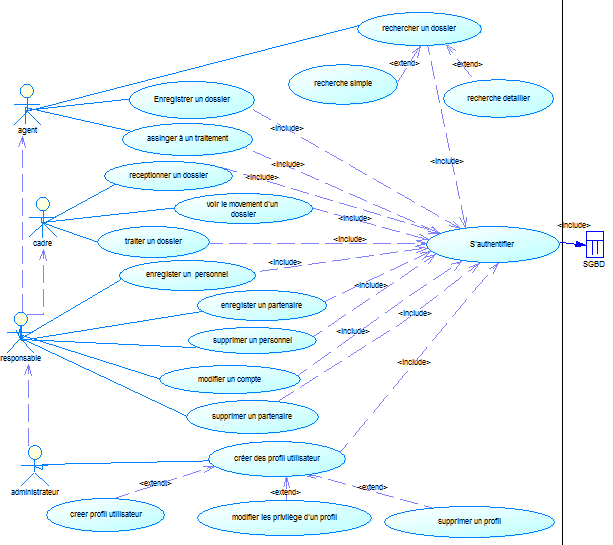 rechercher un dossier
<extend>
<extend>
recherche simple
recherche detailler
Enregistrer un dossier
<include>
agent
assinger à un traitement
<include>
<include>
receptionner un dossier
<include>
voir le movement d'un
dossier
<include>
<include>
cadre
traiter un dossier
<include>
S'authentifier
SGBD
<include>
enregister un personnel
enregister un partenaire
<include>
supprimer un personnel
responsable
<include>
modifier un compte
supprimer un partenaire
créer des profil utilisateur
administrateur
<extend>
<extend>
<extend>
creer profil utilisateur
modifier les privilège d'un profil
supprimer un profil